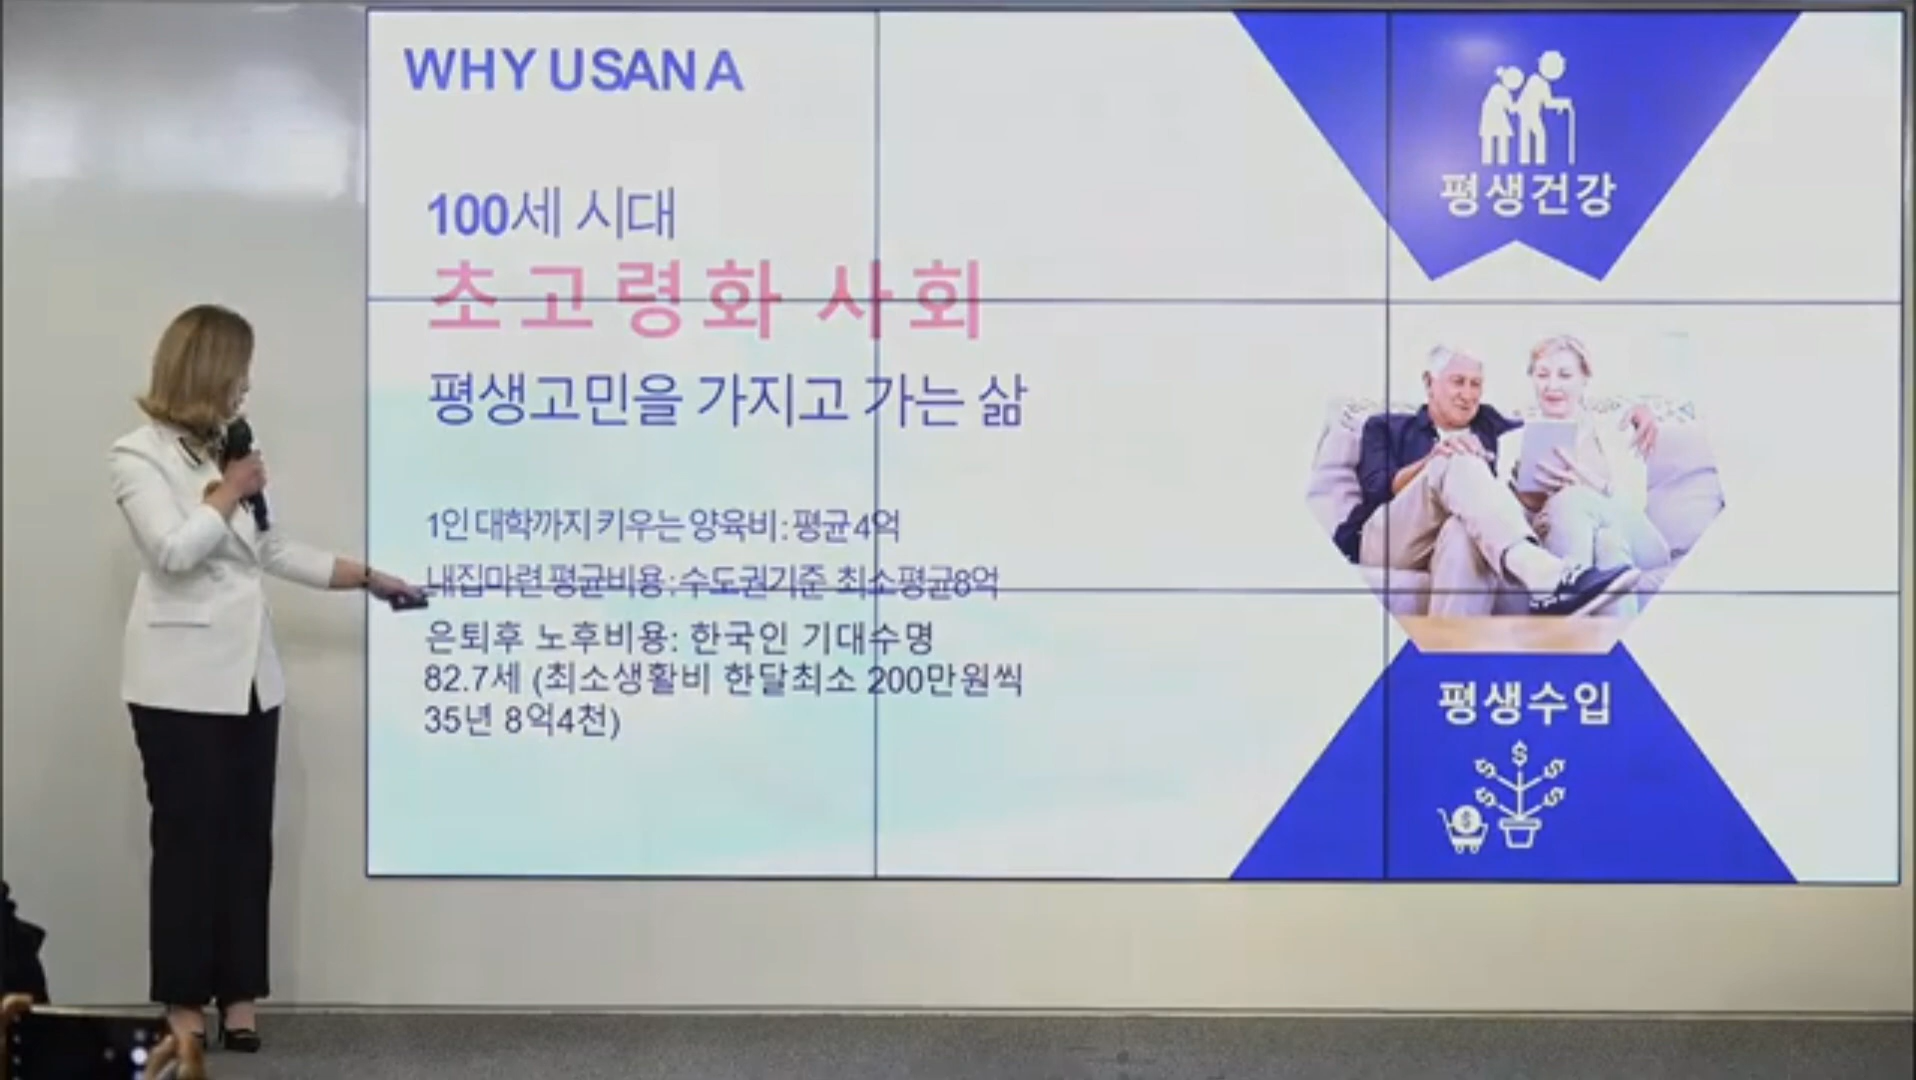 WHY USANA
100세 시대
초고령화 사회
평생고민을 가지고 가는 삶
1인 대학까지 키우는 양육비 : 평균 4억
내집마련 평균비용 : 수도권기준 최소평균8억
은퇴후 노후비용: 한국인 기대수명
82.7세 (최소생활비 한달최소 200만원씩
35년 8억4천)
평생건강
평생수입